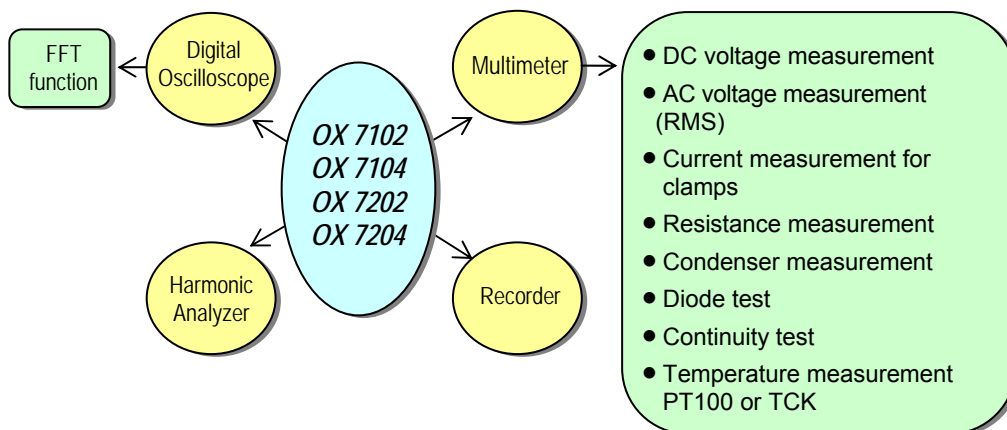 FFT
function
Digital
Oscilloscope
OX 7102
OX 7104
OX 7202
OX 7204
Harmonic
Analyzer
Multimeter
Recorder
• DC voltage measurement
• AC voltage measurement
(RMS)
• Current measurement for
clamps
• Resistance measurement
• Condenser measurement
• Diode test
• Continuity test
• Temperature measurement
PT100 or TCK